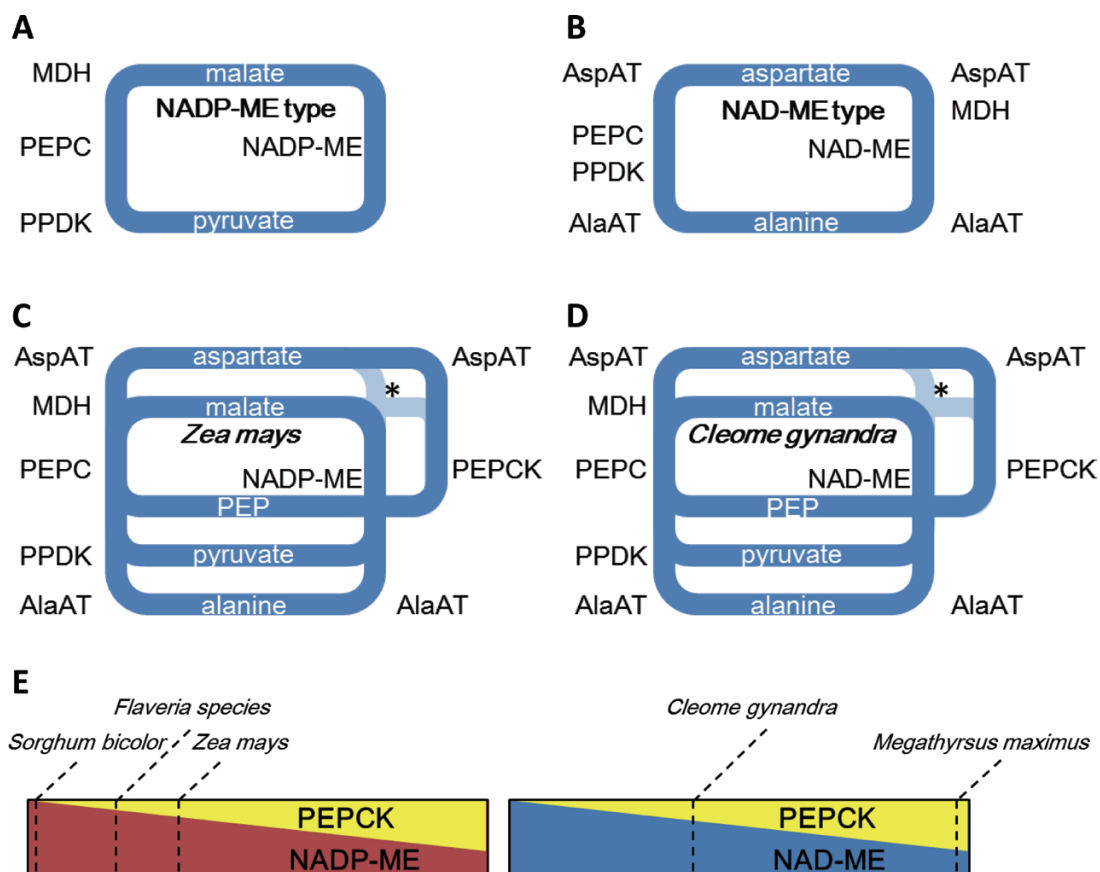 A
MDH
malate
NADP-ME type
PEPC
NADP-ME
PPDK
pyruvate
B
AspAT
aspartate
AspAT
NAD-ME type
MDH
PEPC
NAD-ME
PPDK
AlaAT
alanine
AlaAT
C
AspAT
aspartate
AspAT
*
MDH
malate
Zea mays
PEPC
NADP-ME
PEPCK
PEP
PPDK
pyruvate
AlaAT
alanine
AlaAT
D
AspAT
aspartate
AspAT
*
MDH
malate
Cleome gynandra
PEPC
NAD-ME
PEPCK
PEP
PPDK
pyruvate
AlaAT
alanine
AlaAT
E
Flaveria species
Sorghum bicolor
Zea mays
PEPCK
NADP-ME
Cleome gynandra
Megathyrsus maximus
PEPCK
NAD-ME